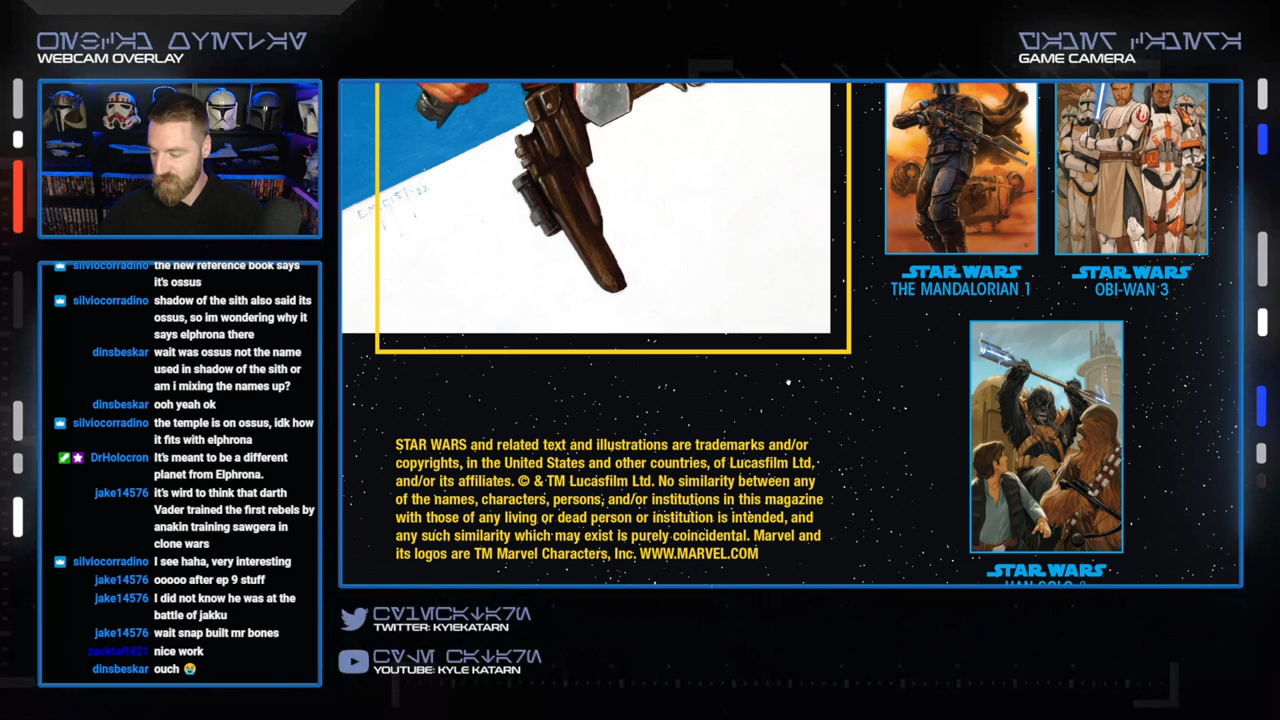 WEBCAM OVERLAY
GAME CAMERA
silviocorradino the new reference book says
it's ossus
silviocorradino shadow of the sith also said its
ossus, so im wondering why it
says elphrona there
dinsbeskar wait was ossus not the name
used in shadow of the sith or
am i mixing the names up?
dinsbeskar ooh yeah ok
silviocorradino the temple is on ossus, idk how
it fits with elphrona
DrHolocron It's meant to be a different
planet from Elphrona.
jake14576 it's wird to think that darth
Vader trained the first rebels by
anakin training sawgera in
clone wars
silviocorradino I see haha, very interesting
jake14576 ooooo after ep 9 stuff
jake14576 I did not know he was at the
battle of jakku
jake14576 wait snap built mr bones
zacktaft421 nice work
dinsbeskar ouch 😭
E.M. GIST-22
STAR WARS and related text and illustrations are trademarks and/or
copyrights, in the United States and other countries, of Lucasfilm Ltd,
and/or its affiliates. © & TM Lucasfilm Ltd. No similarity between any
of the names, characters, persons, and/or institutions in this magazine
with those of any living or dead person or institution is intended, and
any such similarity which may exist is purely coincidental. Marvel and
its logos are TM Marvel Characters, Inc. WWW.MARVEL.COM
STAR WARS
THE MANDALORIAN 1
STAR WARS
OBI-WAN 3
STAR WARS
TWITTER: KYIEKATARN
YOUTUBE: KYLE KATARN